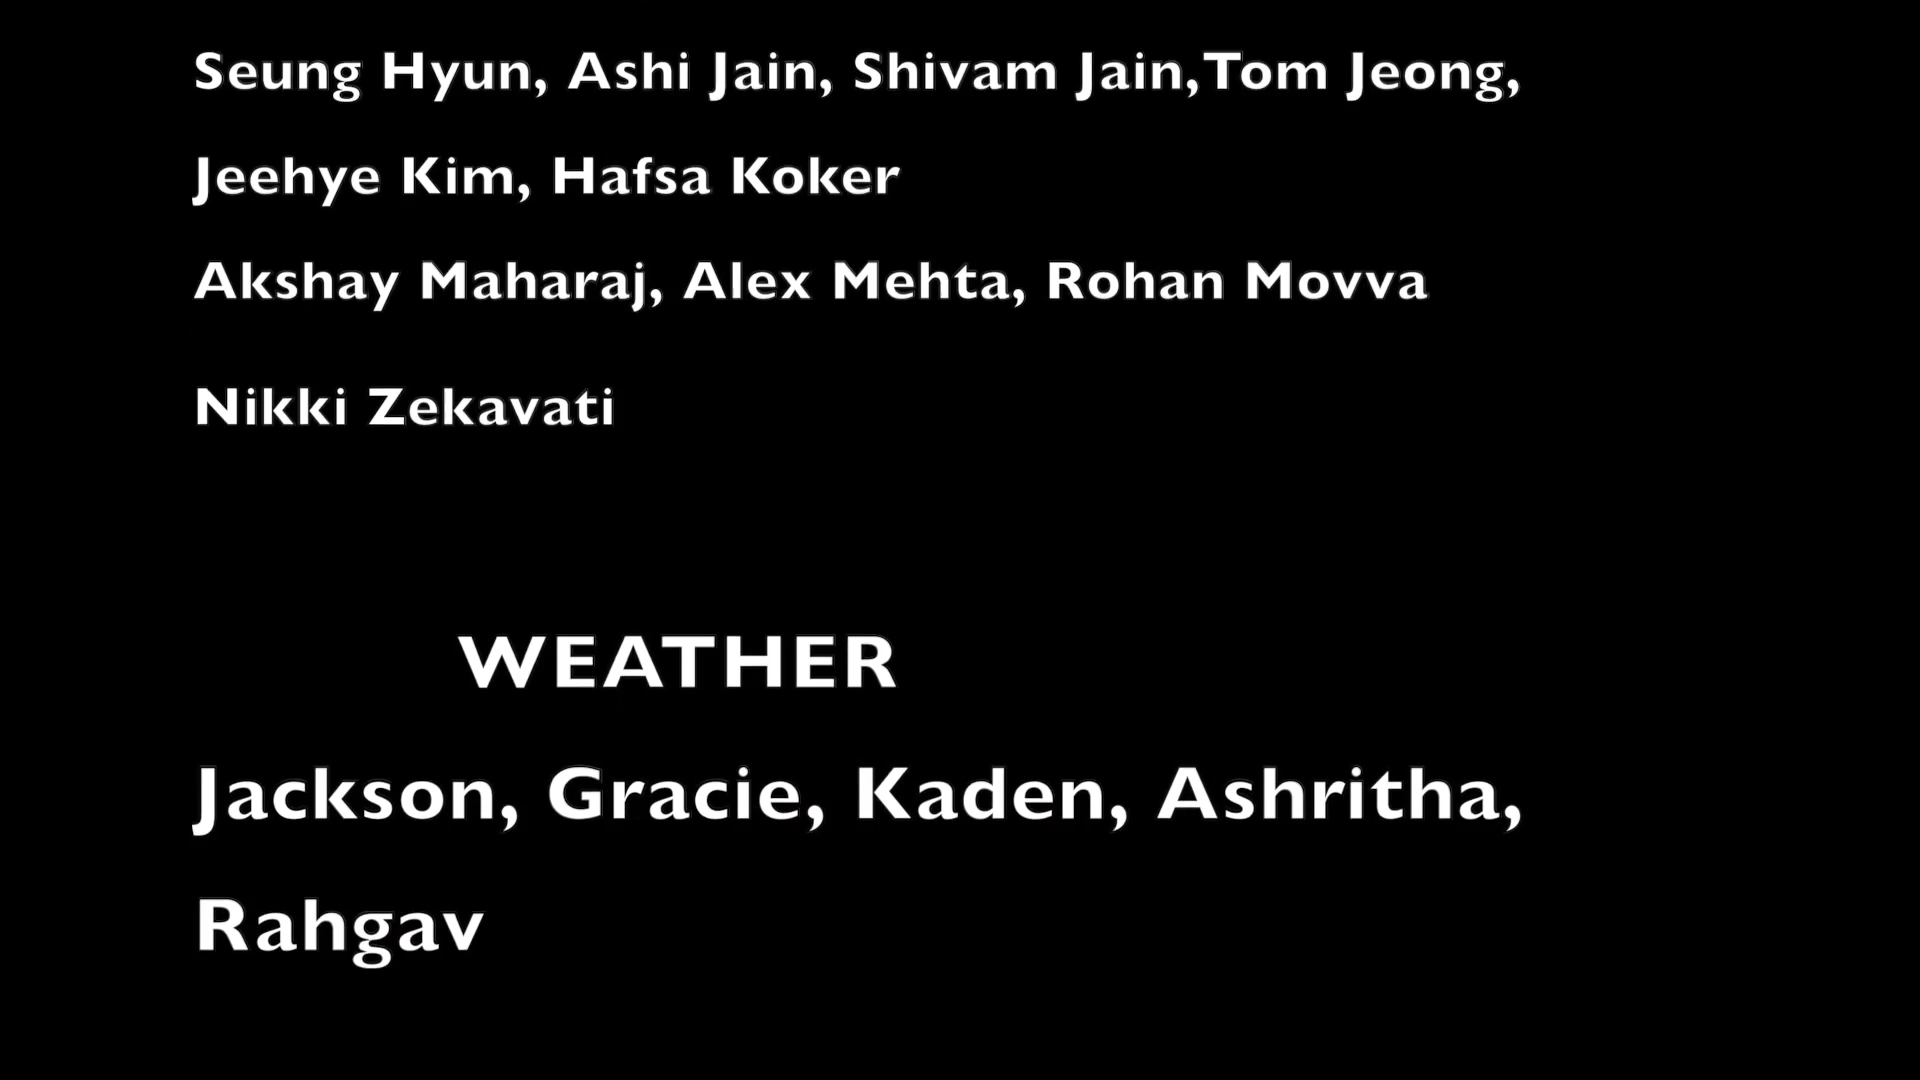 Seung Hyun, Ashi Jain, Shivam Jain,Tom Jeong,
Jeehye Kim, Hafsa Koker
Akshay Maharaj, Alex Mehta, Rohan Movva
Nikki Zekavati
WEATHER
Jackson, Gracie, Kaden, Ashritha,
Rahgav